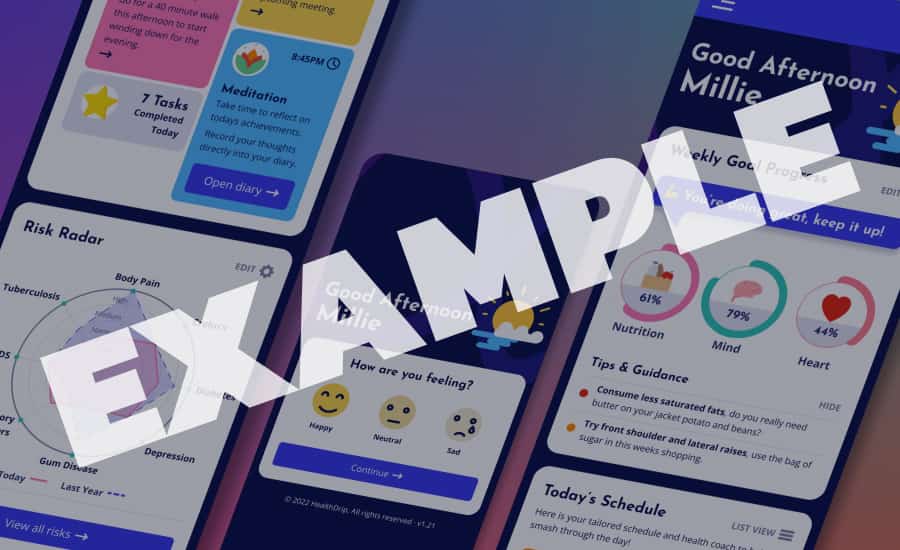 Go for a 40 minute walk
this afternoon to start
winding down for the
evening.
→
meeting.
→
8:45PM
Meditation
Take time to reflect on
todays achievements.
Record your thoughts
directly into your diary.
Open diary →
7 Tasks
Completed
Today
Risk Radar
EDIT
Body Pain
Tuberculosis
High
Medium
Diabetes
Depression
Gum Disease
Today
Last Year
View all risks →
Good Afternoon
Millie
How are you feeling?
Happy
Neutral
Sad
Continue →
© 2022 HealthDrip, All rights reserved - v1.21
Good Afternoon
Millie
Weekly Goal Progress
EDIT
You're doing great, keep it up!
61%
79%
44%
Nutrition
Mind
Heart
Tips & Guidance
HIDE
Consume less saturated fats, do you really need
butter on your jacket potato and beans?
Try front shoulder and lateral raises, use the bag of
sugar in this weeks shopping.
Today's Schedule
LIST VIEW
Here is your tailored schedule and health coach to
smash through the day!
EXAMPLE